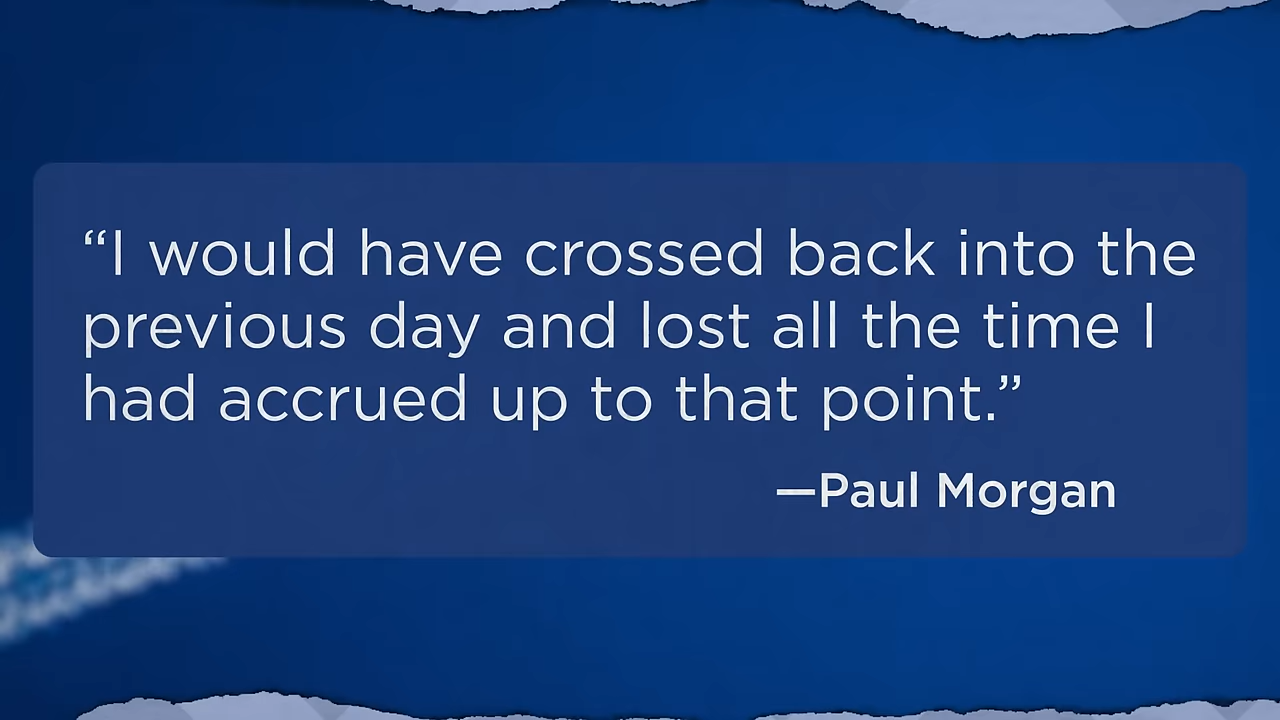 “I would have crossed back into the
previous day and lost all the time I
had accrued up to that point.”
—Paul Morgan